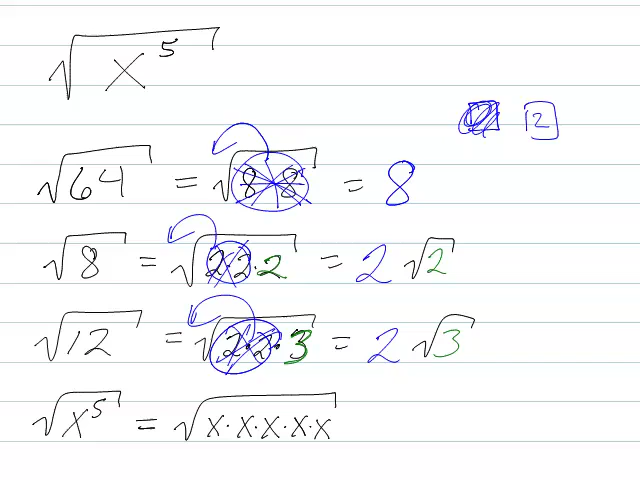 √x⁵
12
√64 = √8·8 = 8
√8 = √2·2·2 = 2 √2
√12 = √2·2·3 = 2 √3
√x⁵ = √x·x·x·x·x